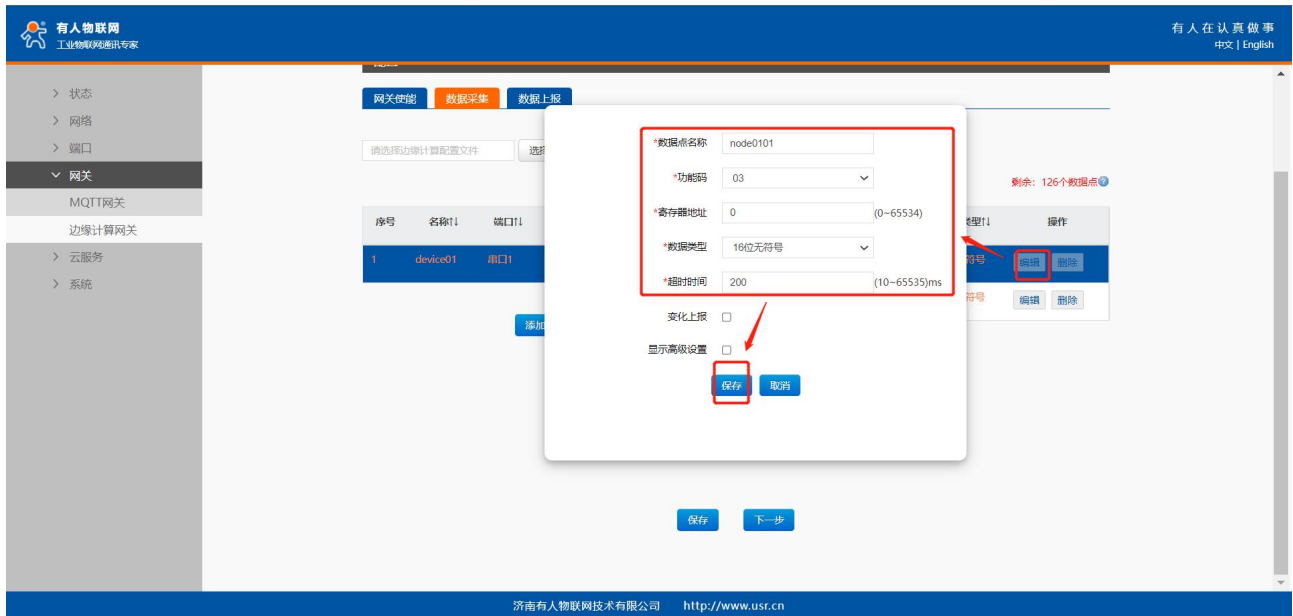 有人物联网
工业物联网通讯专家
有人在认真做事
中文 | English
状态
网络
端口
网关
MQTT网关
边缘计算网关
云服务
系统
网关使能
数据采集
数据上报
请选择边缘计算配置文件
剩余：126个数据点
序号 名称↑↓ 端口↑↓
类型↑↓ 操作
1 device01 串口1
符号 编辑 删除
符号 编辑 删除
添加
*数据点名称 node0101
*功能码 03
*寄存器地址 0 (0~65534)
*数据类型 16位无符号
*超时时间 200 (10~65535)ms
变化上报
显示高级设置
保存 取消
保存 下一步
济南有人物联网技术有限公司 http://www.usr.cn